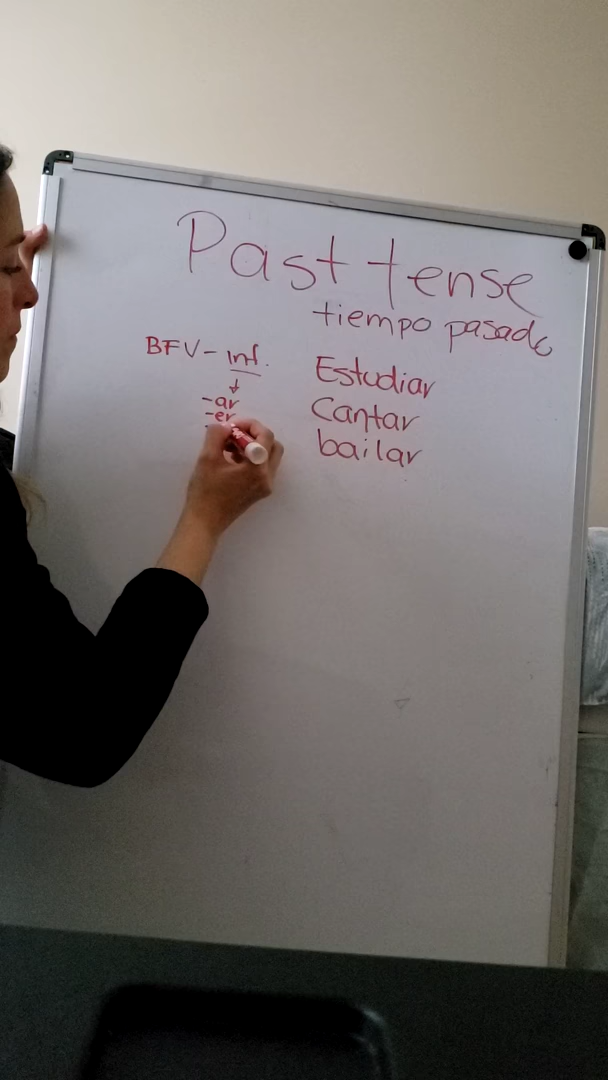 Past tense
tiempo pasado
BFV - inf.
↓
-ar
-er
Estudiar
Cantar
bailar